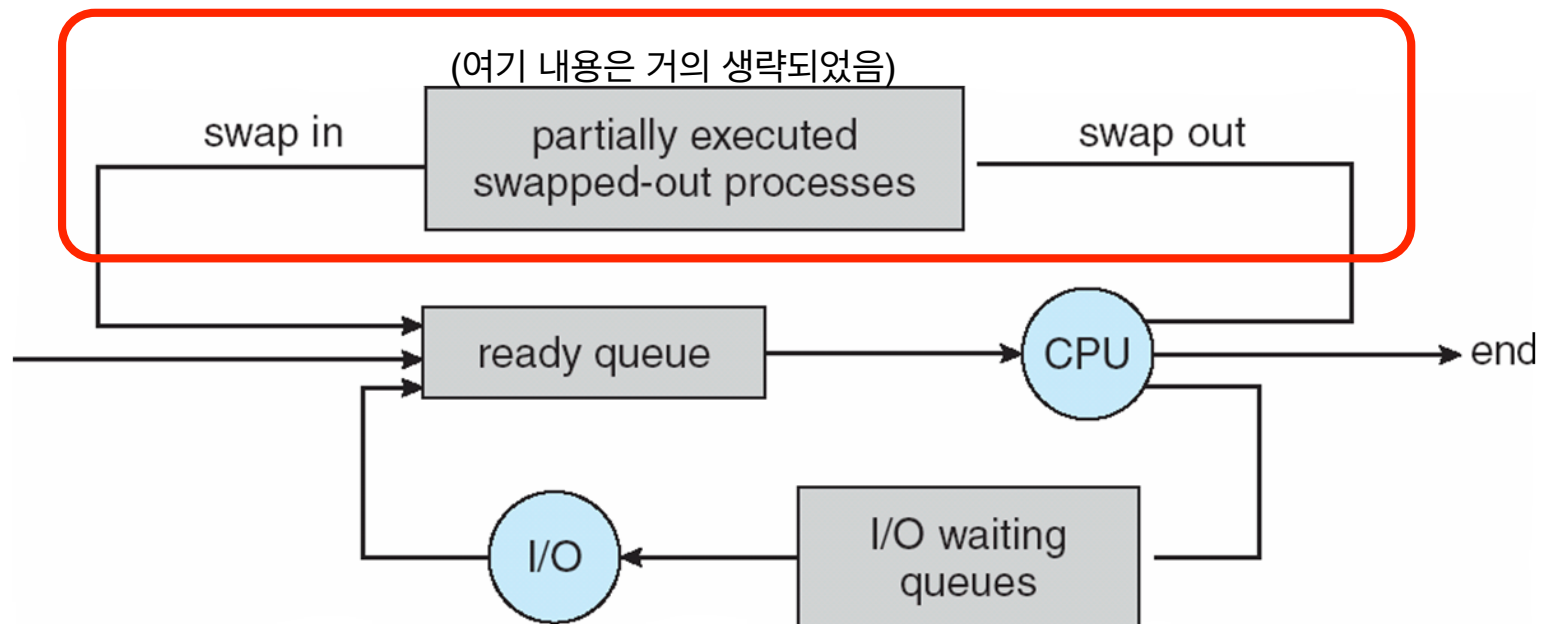 (여기 내용은 거의 생략되었음)
swap in
partially executed
swapped-out processes
swap out
ready queue
CPU
end
I/O
I/O waiting
queues